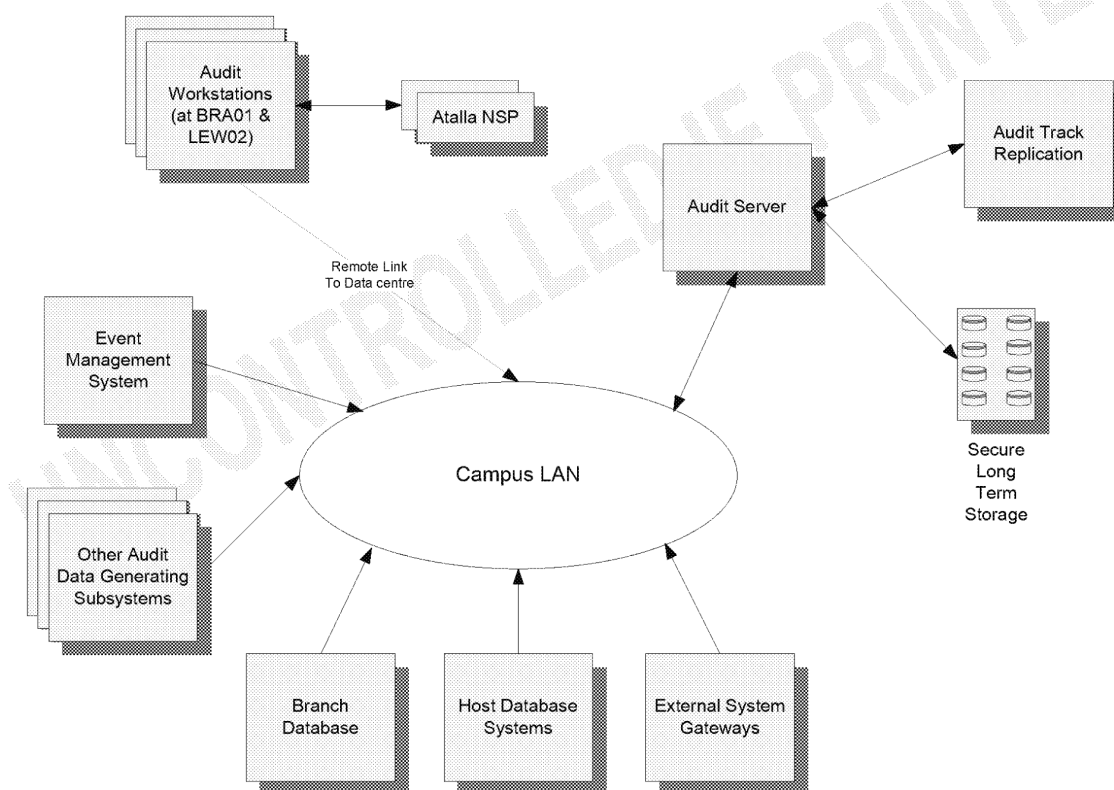 UNCONTROLLED IF PRINTE
Audit
Workstations
(at BRA01 &
LEW02)
Atalla NSP
Audit Track
Replication
Audit Server
Remote Link
To Data centre
Event
Management
System
Secure
Long
Term
Storage
Campus LAN
Other Audit
Data Generating
Subsystems
Branch
Database
Host Database
Systems
External System
Gateways